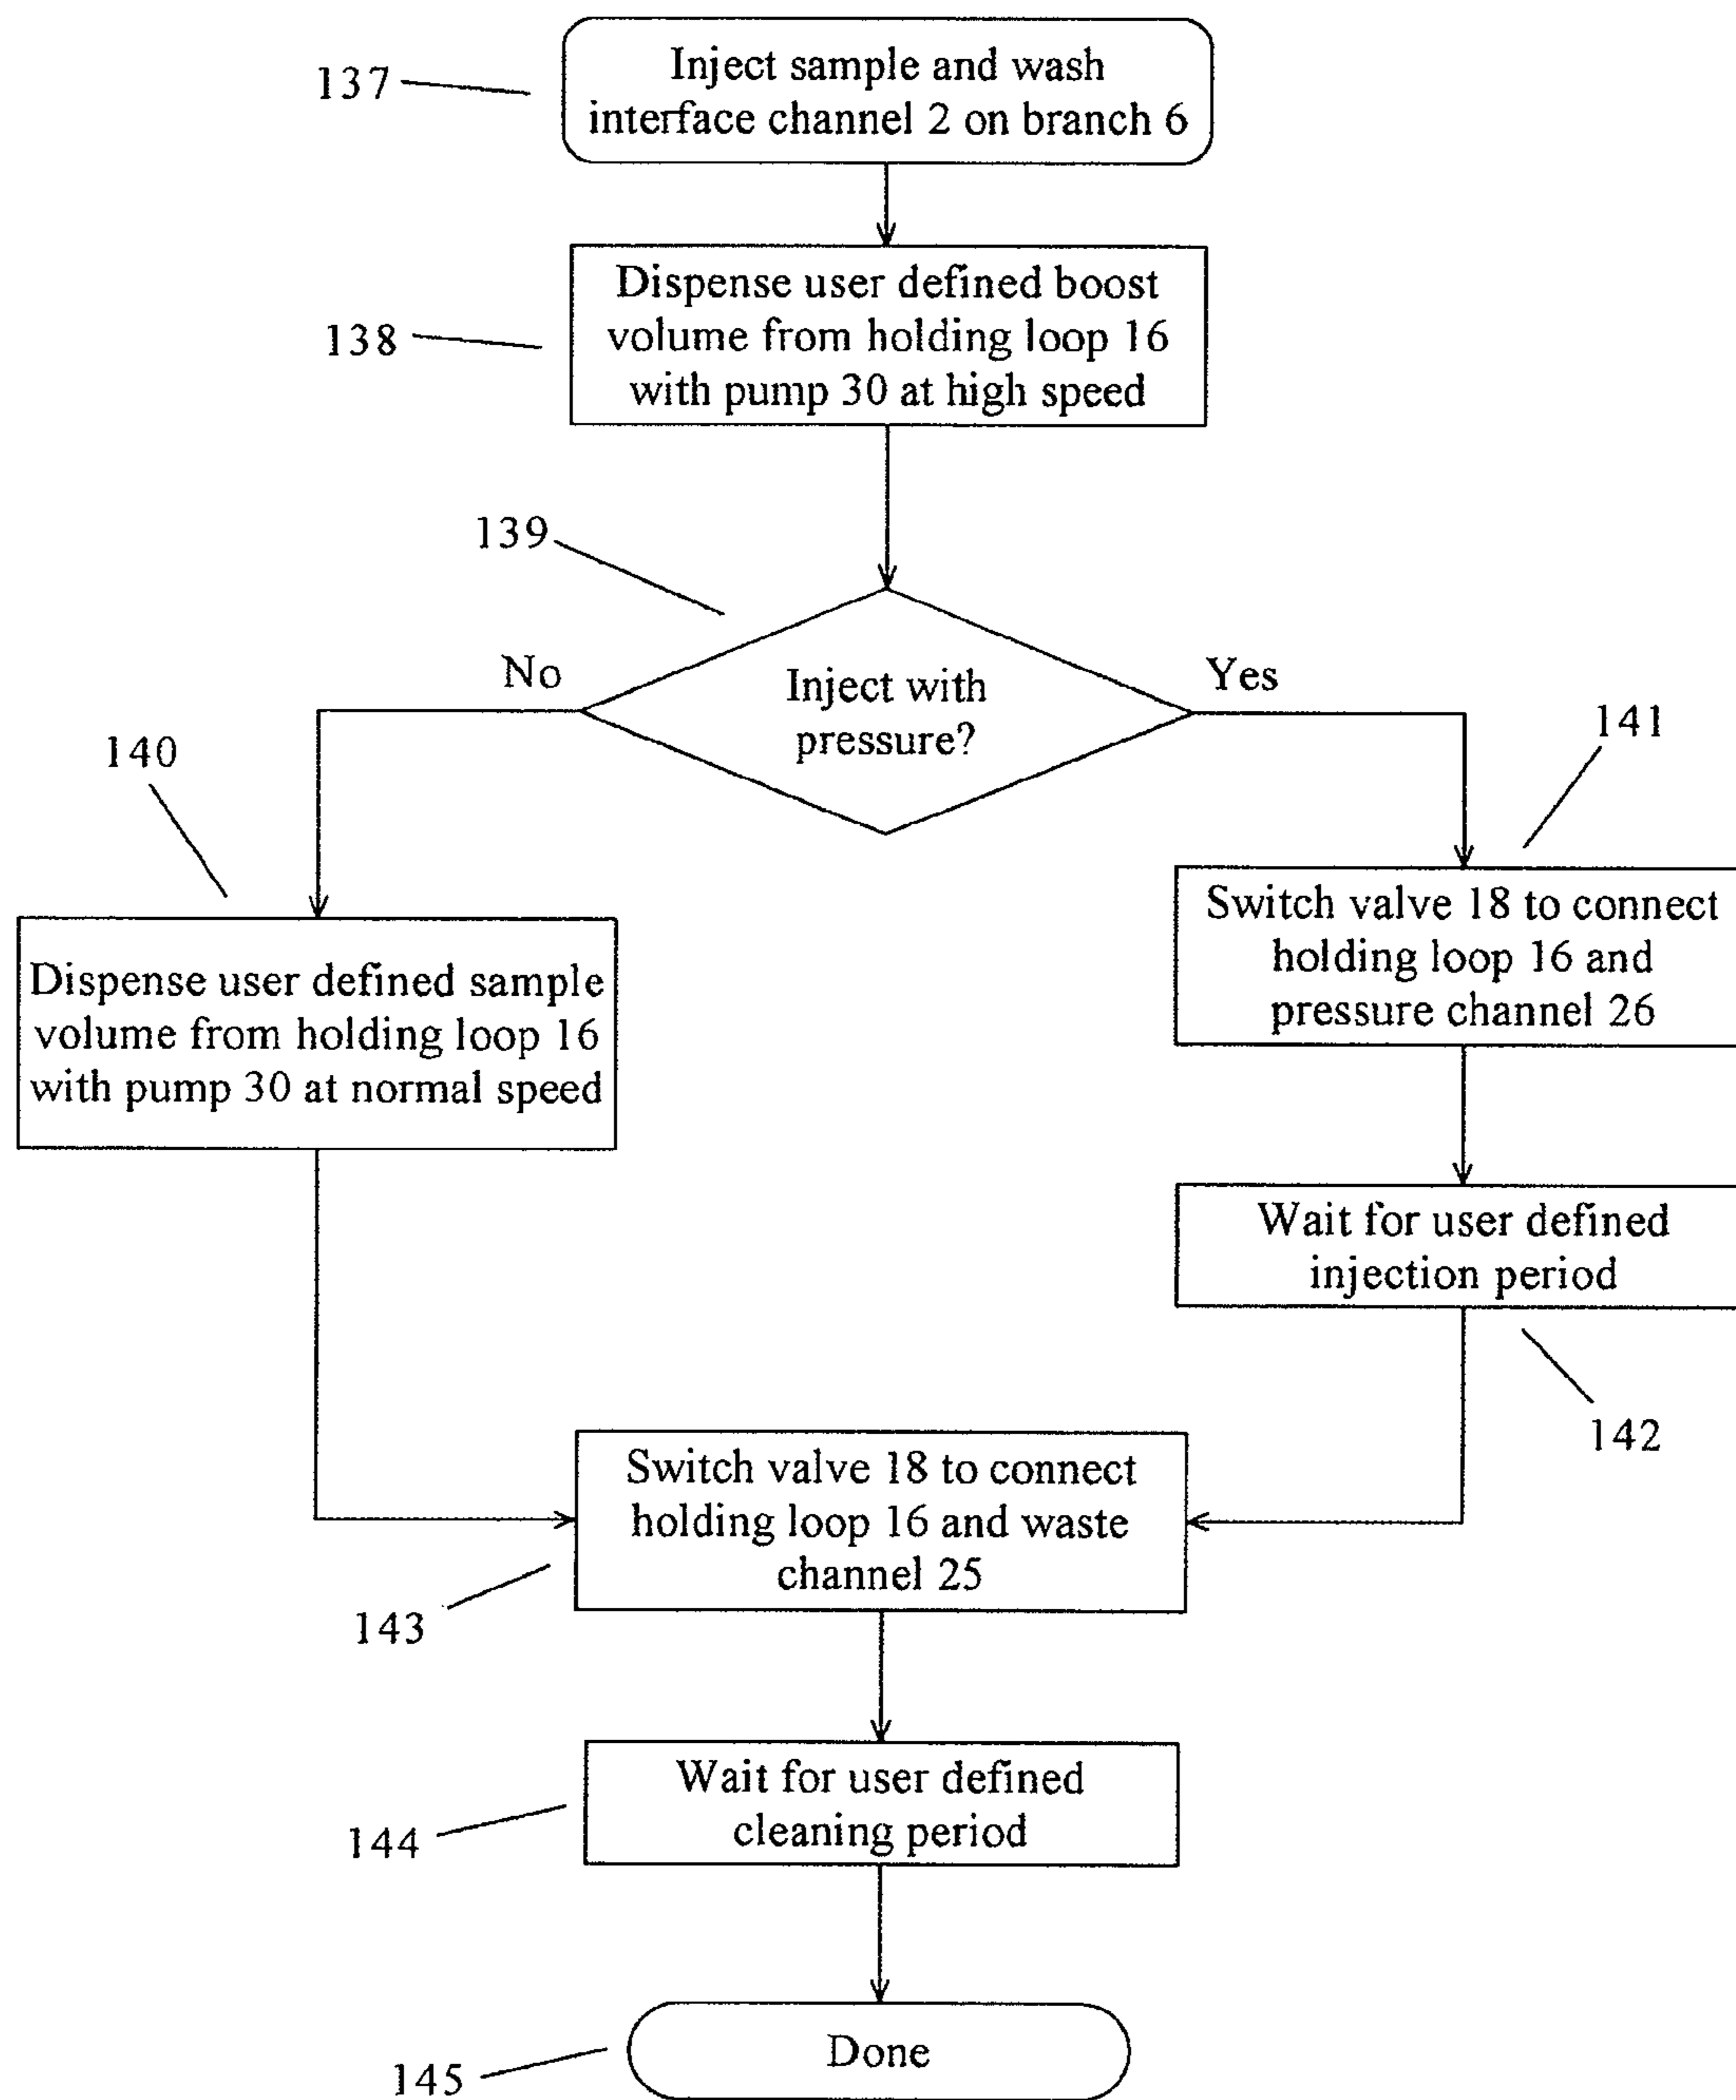 137
Inject sample and wash
interface channel 2 on branch 6
138
Dispense user defined boost
volume from holding loop 16
with pump 30 at high speed
139
No
Inject with
pressure?
Yes
140
Dispense user defined sample
volume from holding loop 16
with pump 30 at normal speed
141
Switch valve 18 to connect
holding loop 16 and
pressure channel 26
Wait for user defined
injection period
142
Switch valve 18 to connect
holding loop 16 and waste
channel 25
143
Wait for user defined
cleaning period
144
Done
145